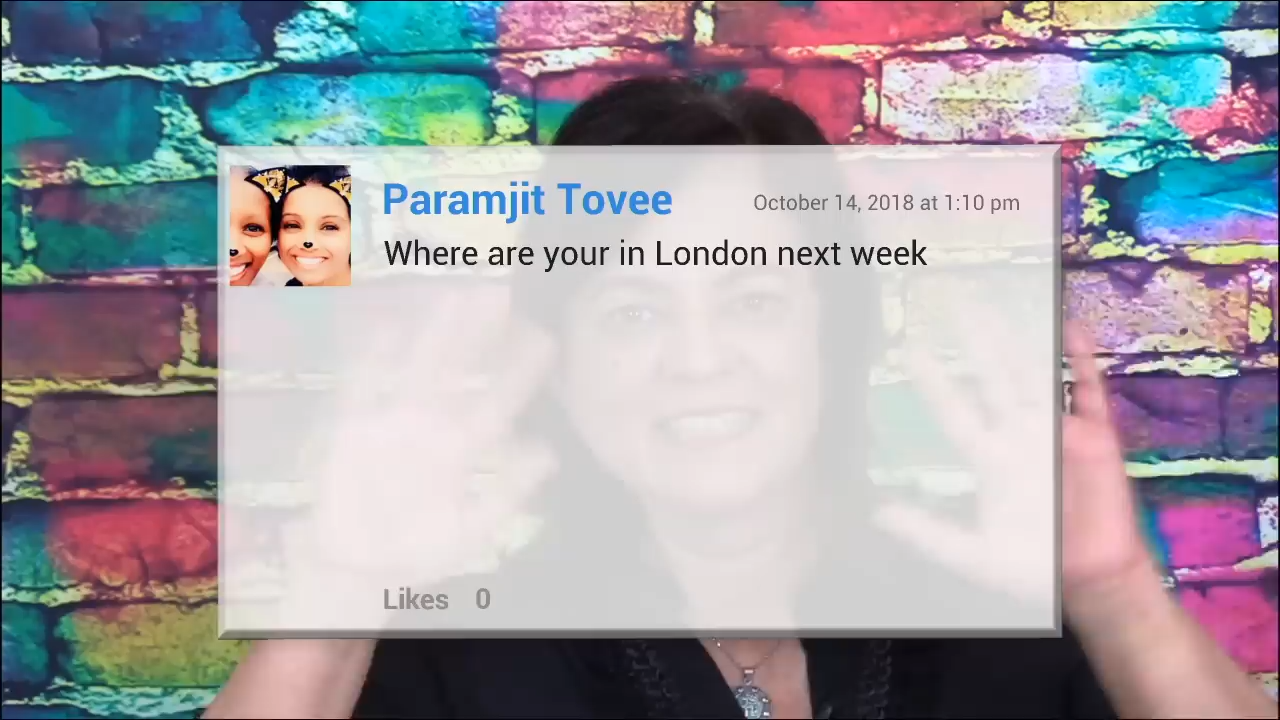 Paramjit Tovee
October 14, 2018 at 1:10 pm
Where are your in London next week
Likes 0